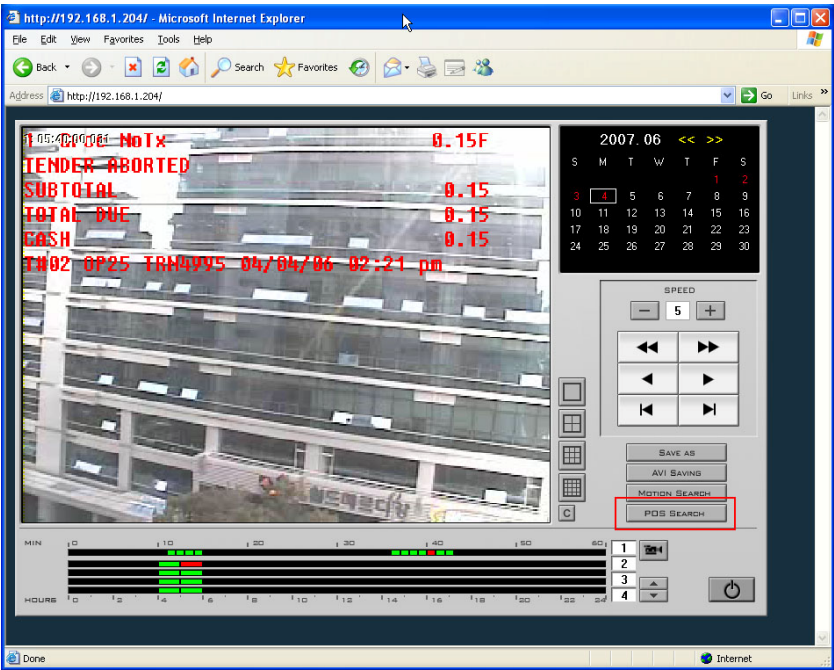 http://192.168.1.204/ - Microsoft Internet Explorer
File Edit View Favorites Tools Help
Back Search Favorites
Address http://192.168.1.204/ Go Links »
NoTx 0.15F
TENDER ABORTED
SUBTOTAL 0.15
TOTAL DUE 0.15
CASH 0.15
T#02 OP25 TRN4995 04/04/06 02:21 pm
2007. 06 << >>
S M T W T F S
1 2
3 4 5 6 7 8 9
10 11 12 13 14 15 16
17 18 19 20 21 22 23
24 25 26 27 28 29 30
SPEED
5
SAVE AS
AVI SAVING
MOTION SEARCH
POS SEARCH
C
MIN 0 10 20 30 40 50 60
1
2
3
4
HOURS 0 2 4 6 8 10 12 14 16 18 20 22 24
Done Internet